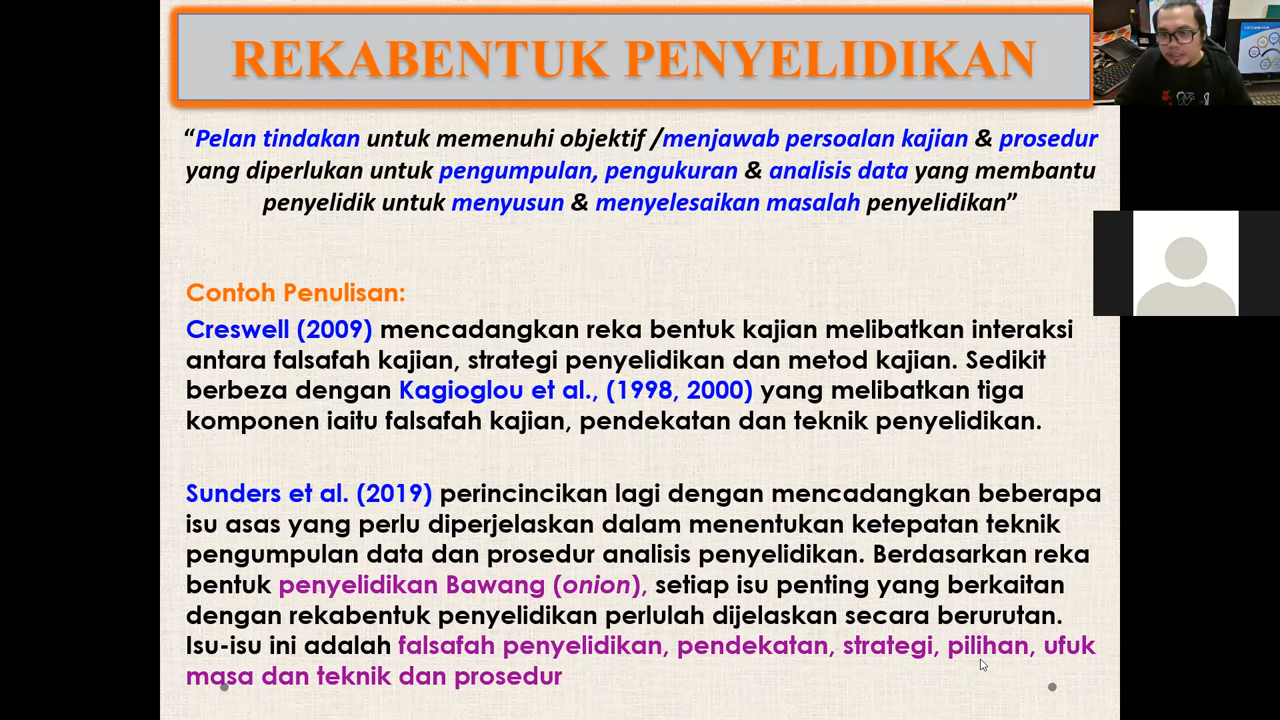 REKABENTUK PENYELIDIKAN
“Pelan tindakan untuk memenuhi objektif /menjawab persoalan kajian & prosedur
yang diperlukan untuk pengumpulan, pengukuran & analisis data yang membantu
penyelidik untuk menyusun & menyelesaikan masalah penyelidikan”
Contoh Penulisan:
Creswell (2009) mencadangkan reka bentuk kajian melibatkan interaksi
antara falsafah kajian, strategi penyelidikan dan metod kajian. Sedikit
berbeza dengan Kagioglou et al., (1998, 2000) yang melibatkan tiga
komponen iaitu falsafah kajian, pendekatan dan teknik penyelidikan.
Sunders et al. (2019) perincincikan lagi dengan mencadangkan beberapa
isu asas yang perlu diperjelaskan dalam menentukan ketepatan teknik
pengumpulan data dan prosedur analisis penyelidikan. Berdasarkan reka
bentuk penyelidikan Bawang (onion), setiap isu penting yang berkaitan
dengan rekabentuk penyelidikan perlulah dijelaskan secara berurutan.
Isu-isu ini adalah falsafah penyelidikan, pendekatan, strategi, pilihan, ufuk
masa dan teknik dan prosedur